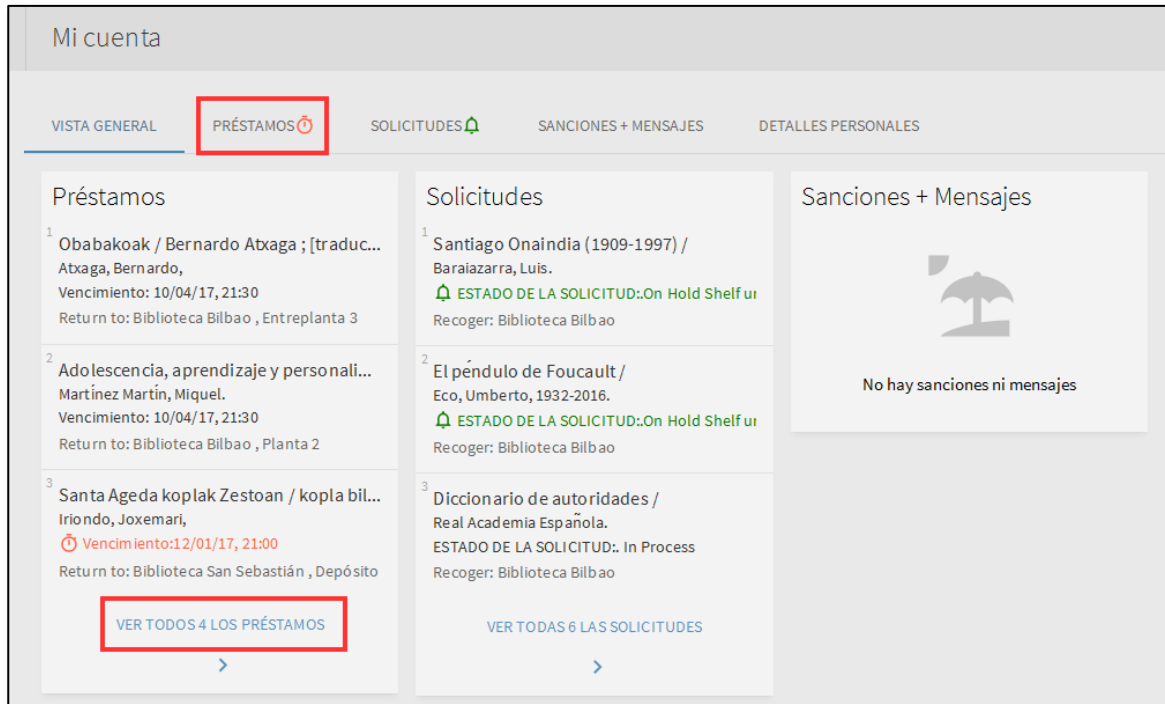 Mi cuenta
VISTA GENERAL PRÉSTAMOS SOLICITUDES SANCIONES + MENSAJES DETALLES PERSONALES
Préstamos
1
Obabakoak / Bernardo Atxaga ; [traduc...
Atxaga, Bernardo,
Vencimiento: 10/04/17, 21:30
Return to: Biblioteca Bilbao , Entreplanta 3
2
Adolescencia, aprendizaje y personali...
Martínez Martín, Miquel.
Vencimiento: 10/04/17, 21:30
Return to: Biblioteca Bilbao , Planta 2
3
Santa Ageda koplak Zestoan / kopla bil...
Iriondo, Joxemari,
Vencimiento:12/01/17, 21:00
Return to: Biblioteca San Sebastián , Depósito
VER TODOS 4 LOS PRÉSTAMOS
Solicitudes
1
Santiago Onaindia (1909-1997) /
Baraiazarra, Luis.
ESTADO DE LA SOLICITUD:.On Hold Shelf un
Recoger: Biblioteca Bilbao
2
El péndulo de Foucault /
Eco, Umberto, 1932-2016.
ESTADO DE LA SOLICITUD:.On Hold Shelf un
Recoger: Biblioteca Bilbao
3
Diccionario de autoridades /
Real Academia Española.
ESTADO DE LA SOLICITUD:. In Process
Recoger: Biblioteca Bilbao
VER TODAS 6 LAS SOLICITUDES
Sanciones + Mensajes
No hay sanciones ni mensajes